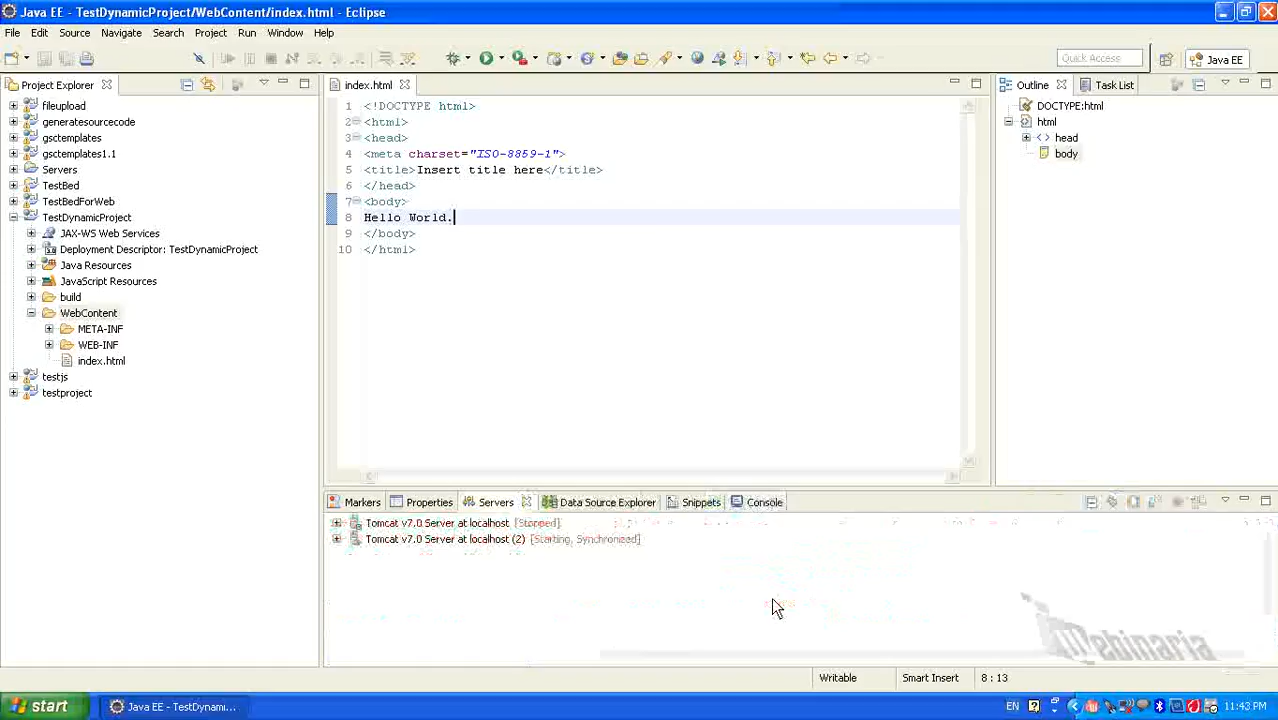 Java EE - TestDynamicProject/WebContent/index.html - Eclipse
File Edit Source Navigate Search Project Run Window Help
Quick Access
Java EE
Project Explorer
index.html
Outline
Task List
fileupload
generatesourcecode
gsctemplates
gsctemplates1.1
Servers
TestBed
TestBedForWeb
TestDynamicProject
JAX-WS Web Services
Deployment Descriptor: TestDynamicProject
Java Resources
JavaScript Resources
build
WebContent
META-INF
WEB-INF
index.html
testjs
testproject
1 <!DOCTYPE html>
2 <html>
3 <head>
4 <meta charset="ISO-8859-1">
5 <title>Insert title here</title>
6 </head>
7 <body>
8 Hello World.
9 </body>
10 </html>
DOCTYPE:html
html
head
body
Markers Properties Servers Data Source Explorer Snippets Console
Tomcat v7.0 Server at localhost [Stopped]
Tomcat v7.0 Server at localhost (2) [Starting, Synchronized]
Webinaria
Writable Smart Insert 8 : 13
start
Java EE - TestDynami...
EN
11:43 PM